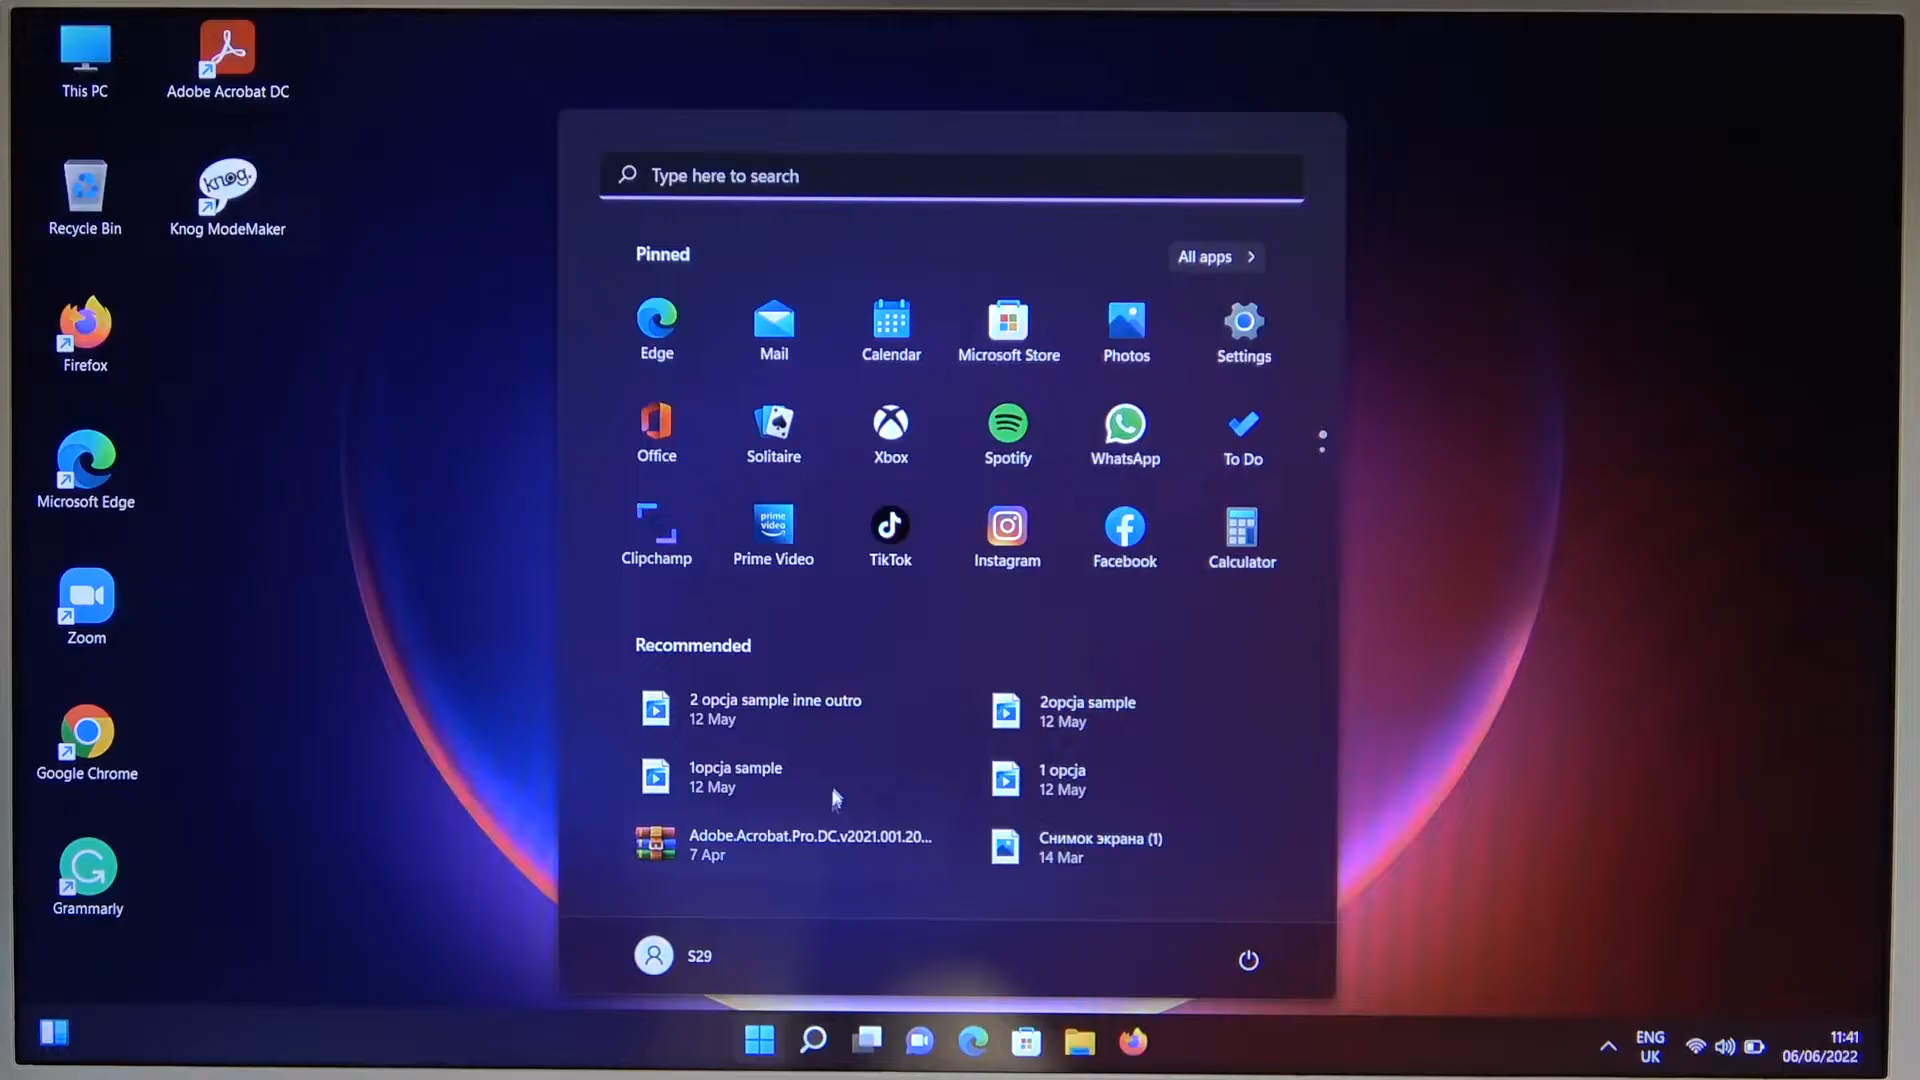 This PC
Adobe Acrobat DC
Recycle Bin
knog.
Knog ModeMaker
Firefox
Microsoft Edge
Zoom
Google Chrome
Grammarly
Type here to search
Pinned
All apps
Edge
Mail
Calendar
Microsoft Store
Photos
Settings
Office
Solitaire
Xbox
Spotify
WhatsApp
To Do
Clipchamp
prime
video
Prime Video
TikTok
Instagram
Facebook
Calculator
Recommended
2 opcja sample inne outro
12 May
2opcja sample
12 May
1opcja sample
12 May
1 opcja
12 May
Adobe.Acrobat.Pro.DC.v2021.001.20...
7 Apr
Снимок экрана (1)
14 Mar
S29
ENG
UK
11:41
06/06/2022